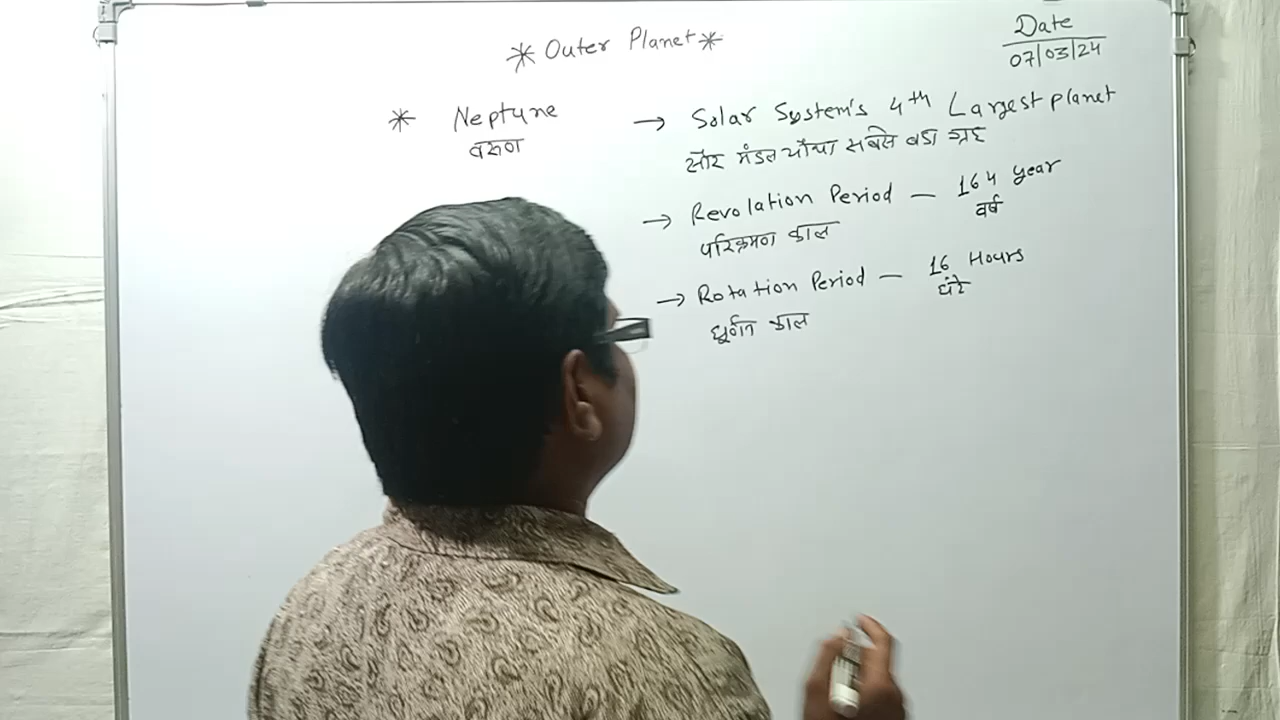 * Outer Planet *
Date
07/03/24
* Neptune
वरुण
→ Solar System's 4th Largest planet
सौर मंडल चौथा सबसे बडा ग्रह
→ Revolation Period — 164 year
परिक्रमण काल वर्ष
→ Rotation Period — 16 Hours
घूर्णन काल घंटे